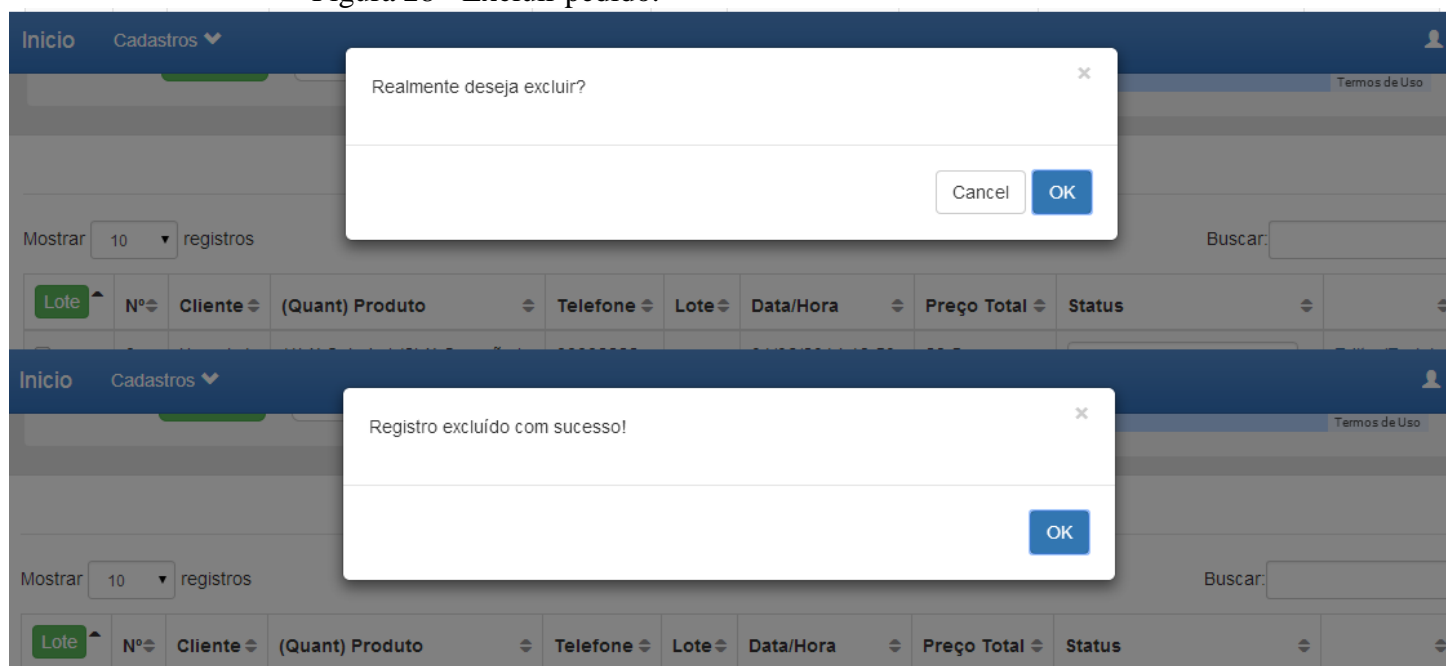 Inicio Cadastros
Realmente deseja excluir? ×
Termos de Uso
Cancel OK
Mostrar 10 registros Buscar:
Lote Nº Cliente (Quant) Produto Telefone Lote Data/Hora Preço Total Status
Inicio Cadastros
Registro excluído com sucesso! ×
Termos de Uso
OK
Mostrar 10 registros Buscar:
Lote Nº Cliente (Quant) Produto Telefone Lote Data/Hora Preço Total Status